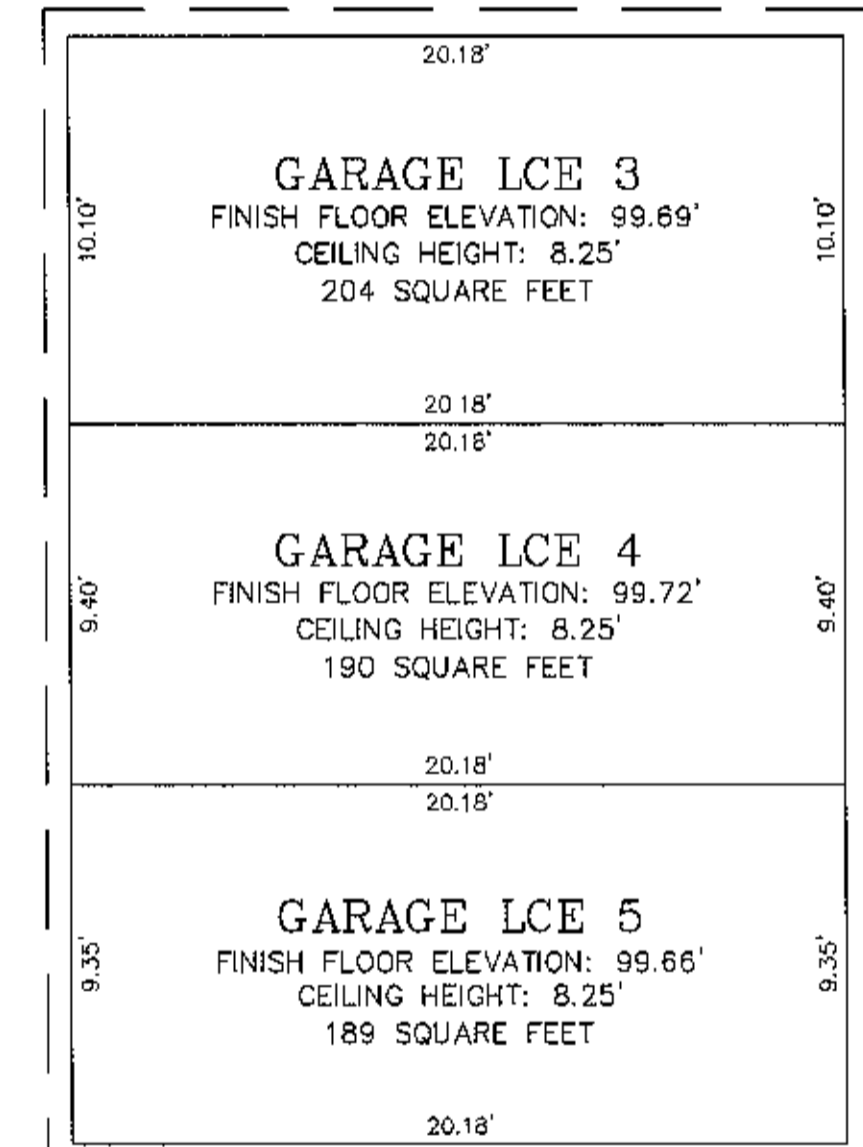 20.18'
GARAGE LCE 3
FINISH FLOOR ELEVATION: 99.69'
CEILING HEIGHT: 8.25'
204 SQUARE FEET
10.10'
10.10'
20 18'
20.18'
GARAGE LCE 4
FINISH FLOOR ELEVATION: 99.72'
CEILING HEIGHT: 8.25'
190 SQUARE FEET
9.40'
9.40'
20.18'
20.18'
GARAGE LCE 5
FINISH FLOOR ELEVATION: 99.66'
CEILING HEIGHT: 8.25'
189 SQUARE FEET
9.35'
9.35'
20.18'